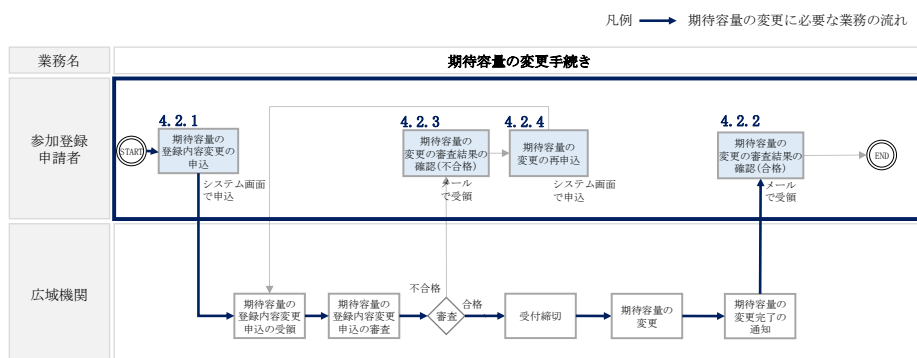 凡例 期待容量の変更に必要な業務の流れ
業務名
期待容量の変更手続き
参加登録
申請者
START
4.2.1
期待容量の
登録内容変更の
申込
システム画面
で申込
4.2.3
期待容量の
変更の審査結果の
確認(不合格)
メール
で受領
4.2.4
期待容量の
変更の再申込
システム画面
で申込
4.2.2
期待容量の
変更の審査結果の
確認(合格)
メール
で受領
END
広域機関
期待容量の
登録内容変更
申込の受領
期待容量の
登録内容変更
申込の審査
不合格
審査
合格
受付締切
期待容量の
変更
期待容量の
変更完了の
通知